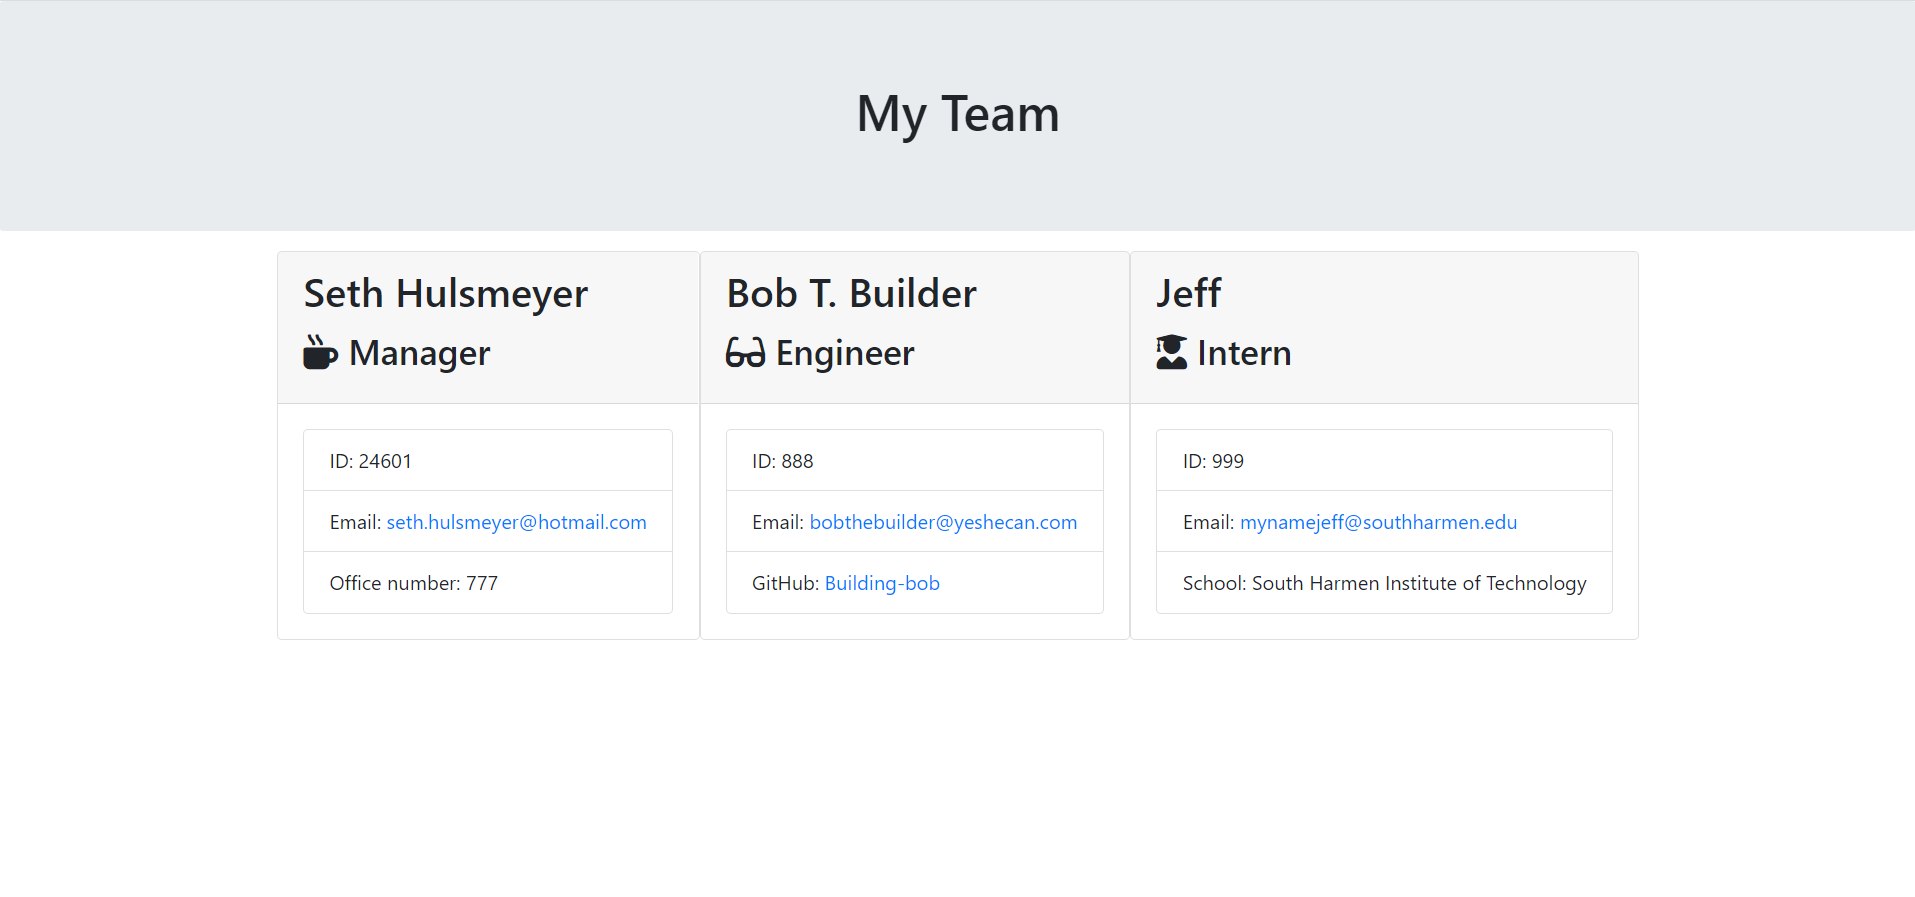 My Team
Seth Hulsmeyer
Manager
ID: 24601
Email: seth.hulsmeyer@hotmail.com
Office number: 777
Bob T. Builder
Engineer
ID: 888
Email: bobthebuilder@yeshecan.com
GitHub: Building-bob
Jeff
Intern
ID: 999
Email: mynamejeff@southharmen.edu
School: South Harmen Institute of Technology